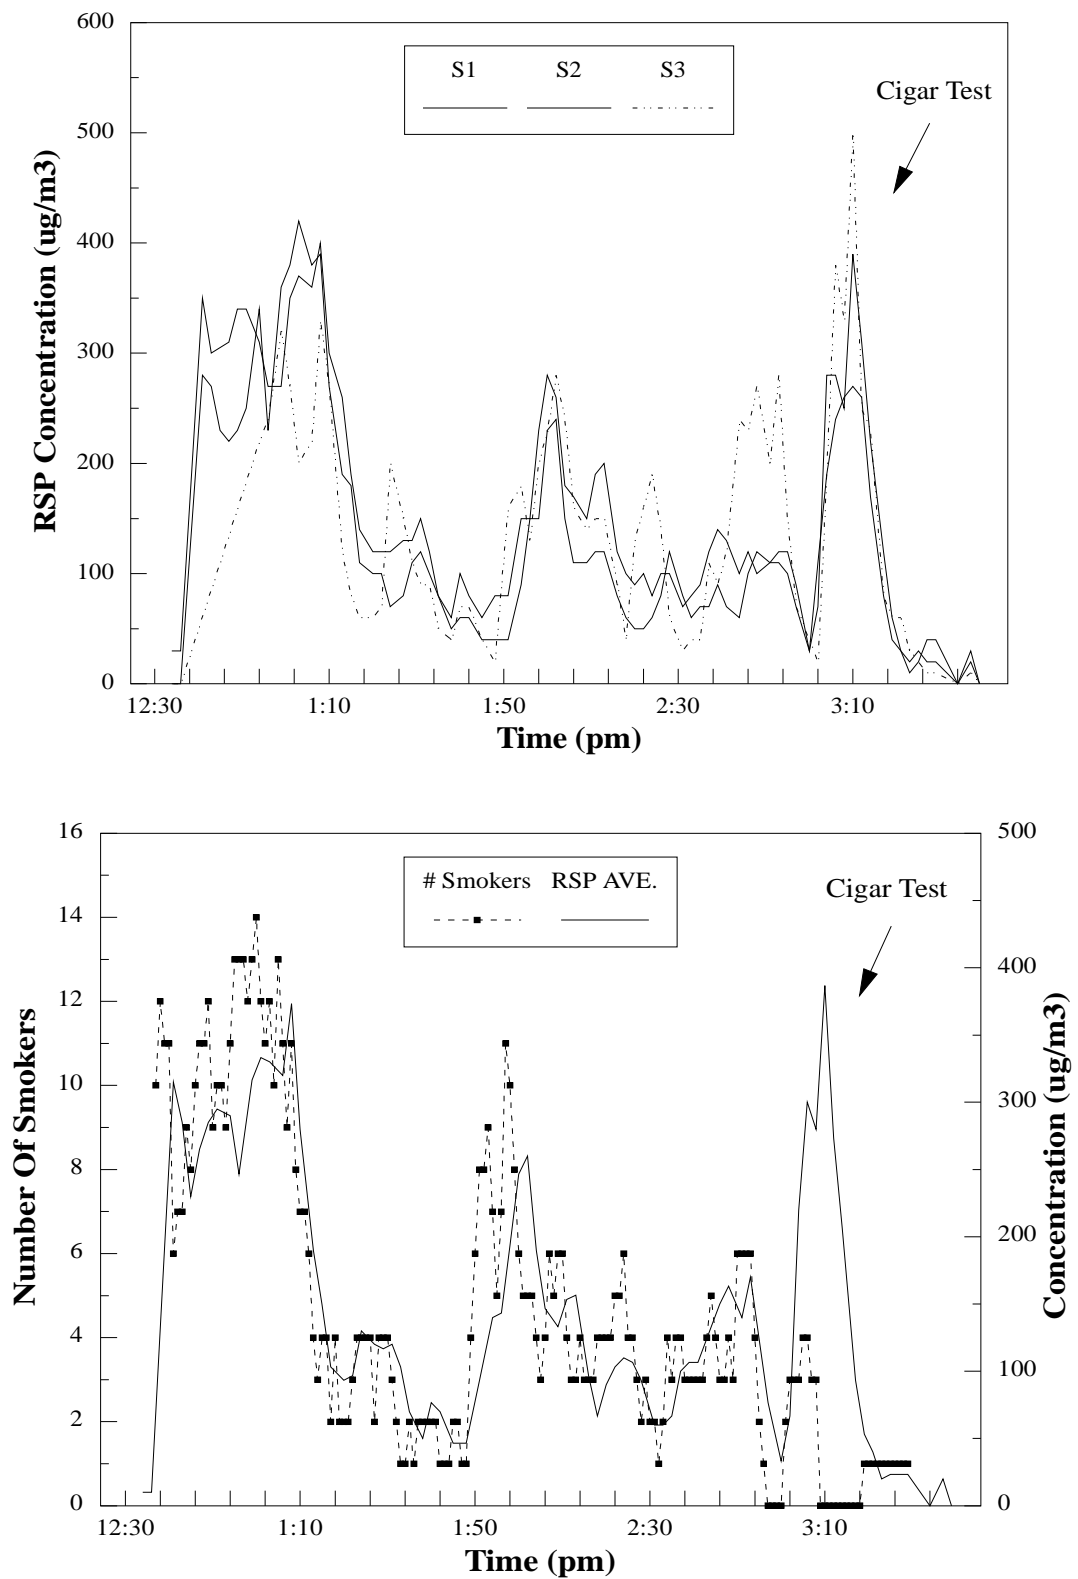 600
500
400
300
200
100
0
RSP Concentration (ug/m3)
S1 S2 S3
Cigar Test
12:30 1:10 1:50 2:30 3:10
Time (pm)
16
14
12
10
8
6
4
2
0
Number Of Smokers
# Smokers RSP AVE.
Cigar Test
500
400
300
200
100
0
Concentration (ug/m3)
12:30 1:10 1:50 2:30 3:10
Time (pm)